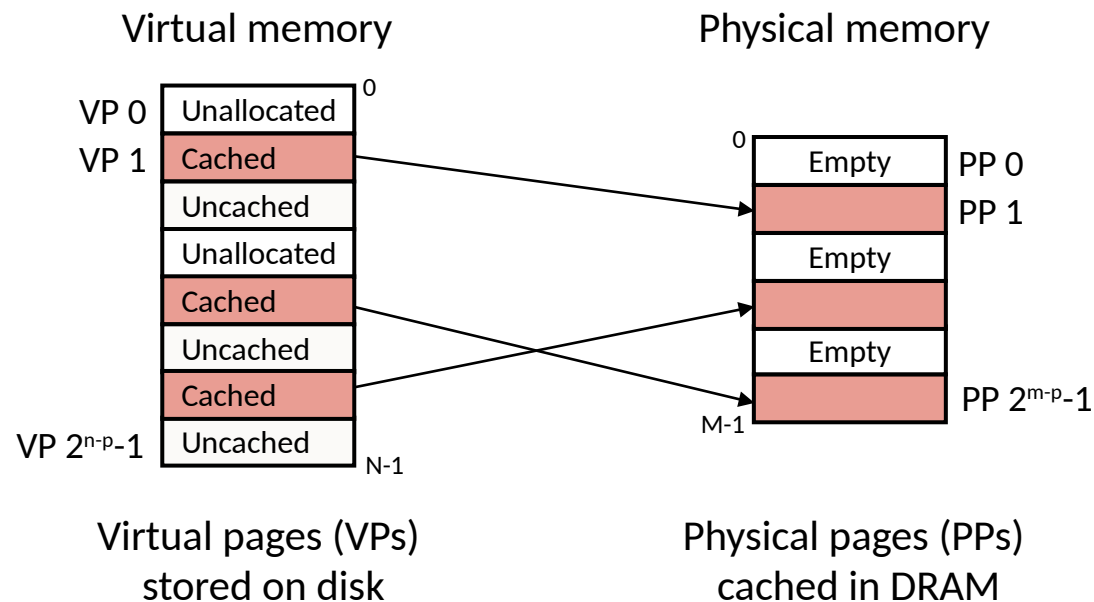 Virtual memory
Physical memory
0
VP 0 Unallocated
VP 1 Cached
Uncached
Unallocated
Cached
Uncached
Cached
VP 2ⁿ⁻ᵖ-1 Uncached
N-1
0
Empty PP 0
PP 1
Empty
Empty
PP 2ᵐ⁻ᵖ-1
M-1
Virtual pages (VPs)
stored on disk
Physical pages (PPs)
cached in DRAM